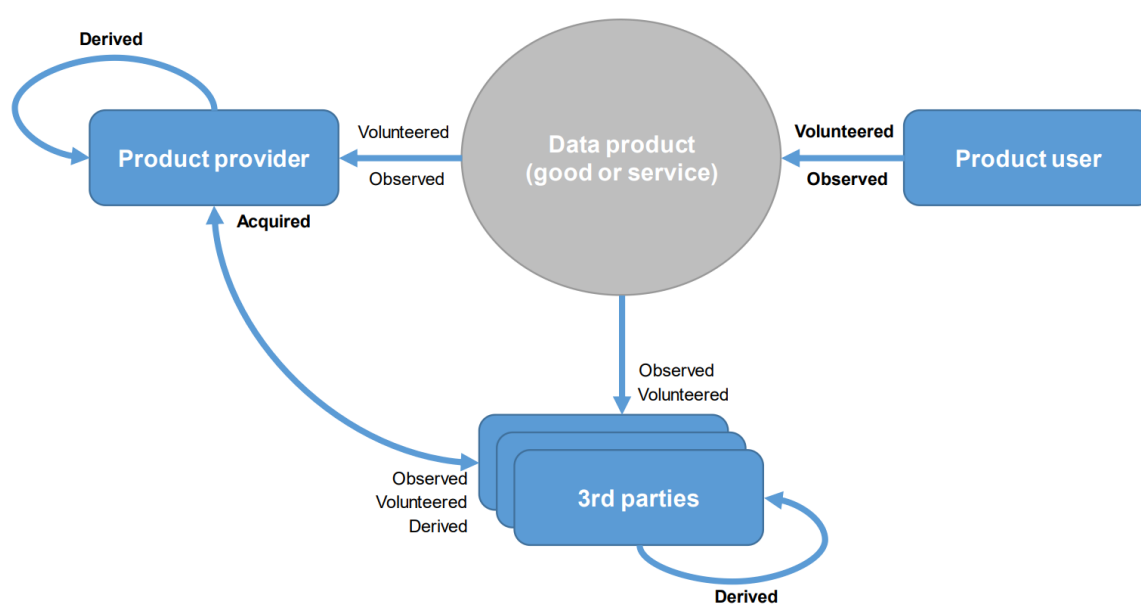 Derived
Product provider
Volunteered
Observed
Data product
(good or service)
Volunteered
Observed
Product user
Acquired
Observed
Volunteered
Observed
Volunteered
Derived
3rd parties
Derived